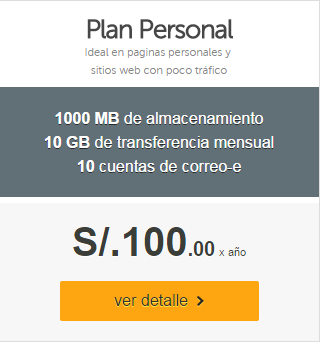 Plan Personal
Ideal en paginas personales y
sitios web con poco tráfico
1000 MB de almacenamiento
10 GB de transferencia mensual
10 cuentas de correo-e
S/.100.00 x año
ver detalle